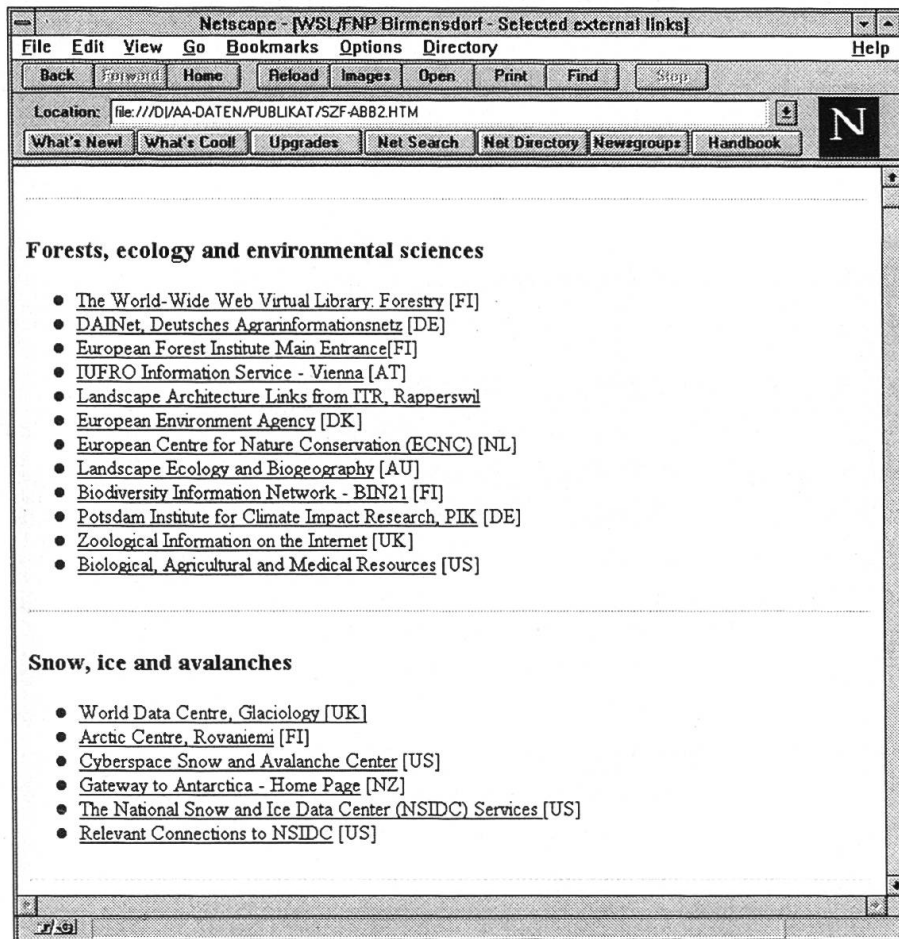 Netscape - [WSL/FNP Birmensdorf - Selected external links]
File Edit View Go Bookmarks Options Directory Help
Back Forward Home Reload Images Open Print Find Stop
Location: file:///D|/AA-DATEN/PUBLIKAT/SZF-ABB2.HTM
N
What's New! What's Cool! Upgrades Net Search Net Directory Newsgroups Handbook
Forests, ecology and environmental sciences
● The World-Wide Web Virtual Library: Forestry [FI]
● DAINet, Deutsches Agrarinformationsnetz [DE]
● European Forest Institute Main Entrance[FI]
● IUFRO Information Service - Vienna [AT]
● Landscape Architecture Links from ITR, Rapperswil
● European Environment Agency [DK]
● European Centre for Nature Conservation (ECNC) [NL]
● Landscape Ecology and Biogeography [AU]
● Biodiversity Information Network - BIN21 [FI]
● Potsdam Institute for Climate Impact Research, PIK [DE]
● Zoological Information on the Internet [UK]
● Biological, Agricultural and Medical Resources [US]
Snow, ice and avalanches
● World Data Centre, Glaciology [UK]
● Arctic Centre, Rovaniemi [FI]
● Cyberspace Snow and Avalanche Center [US]
● Gateway to Antarctica - Home Page [NZ]
● The National Snow and Ice Data Center (NSIDC) Services [US]
● Relevant Connections to NSIDC [US]